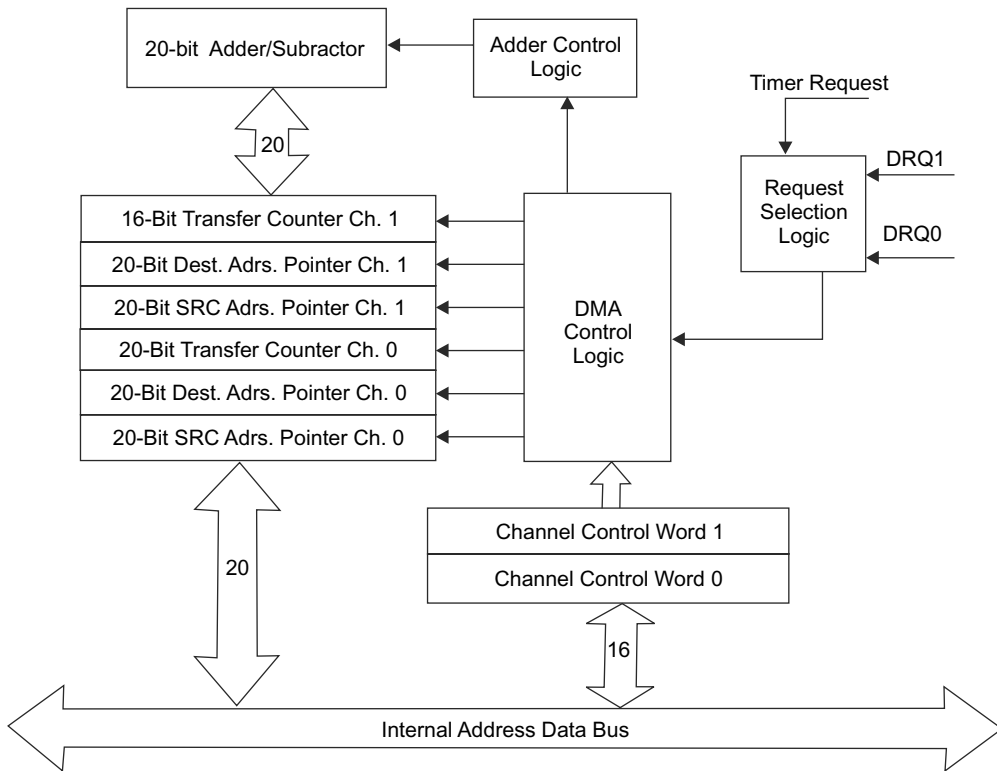 20-bit Adder/Subractor
Adder Control
Logic
Timer Request
20
DRQ1
Request
Selection
Logic
DRQ0
16-Bit Transfer Counter Ch. 1
20-Bit Dest. Adrs. Pointer Ch. 1
20-Bit SRC Adrs. Pointer Ch. 1
20-Bit Transfer Counter Ch. 0
20-Bit Dest. Adrs. Pointer Ch. 0
20-Bit SRC Adrs. Pointer Ch. 0
DMA
Control
Logic
Channel Control Word 1
Channel Control Word 0
20
16
Internal Address Data Bus